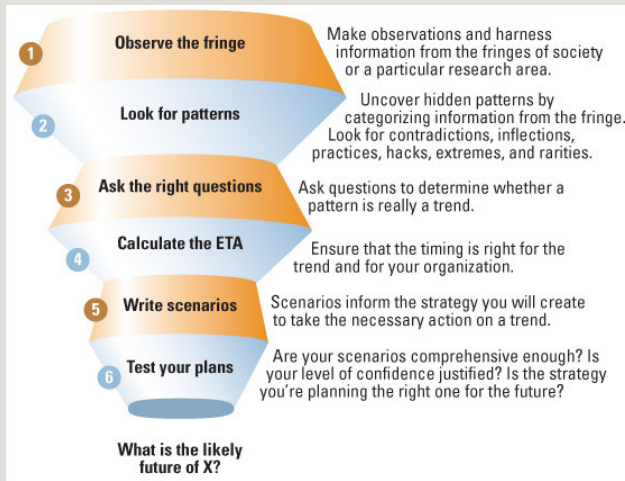 1
Observe the fringe
Make observations and harness
information from the fringes of society
or a particular research area.
2
Look for patterns
Uncover hidden patterns by
categorizing information from the fringe.
Look for contradictions, inflections,
practices, hacks, extremes, and rarities.
3
Ask the right questions
Ask questions to determine whether a
pattern is really a trend.
4
Calculate the ETA
Ensure that the timing is right for the
trend and for your organization.
5
Write scenarios
Scenarios inform the strategy you will create
to take the necessary action on a trend.
6
Test your plans
Are your scenarios comprehensive enough? Is
your level of confidence justified? Is the strategy
you're planning the right one for the future?
What is the likely
future of X?